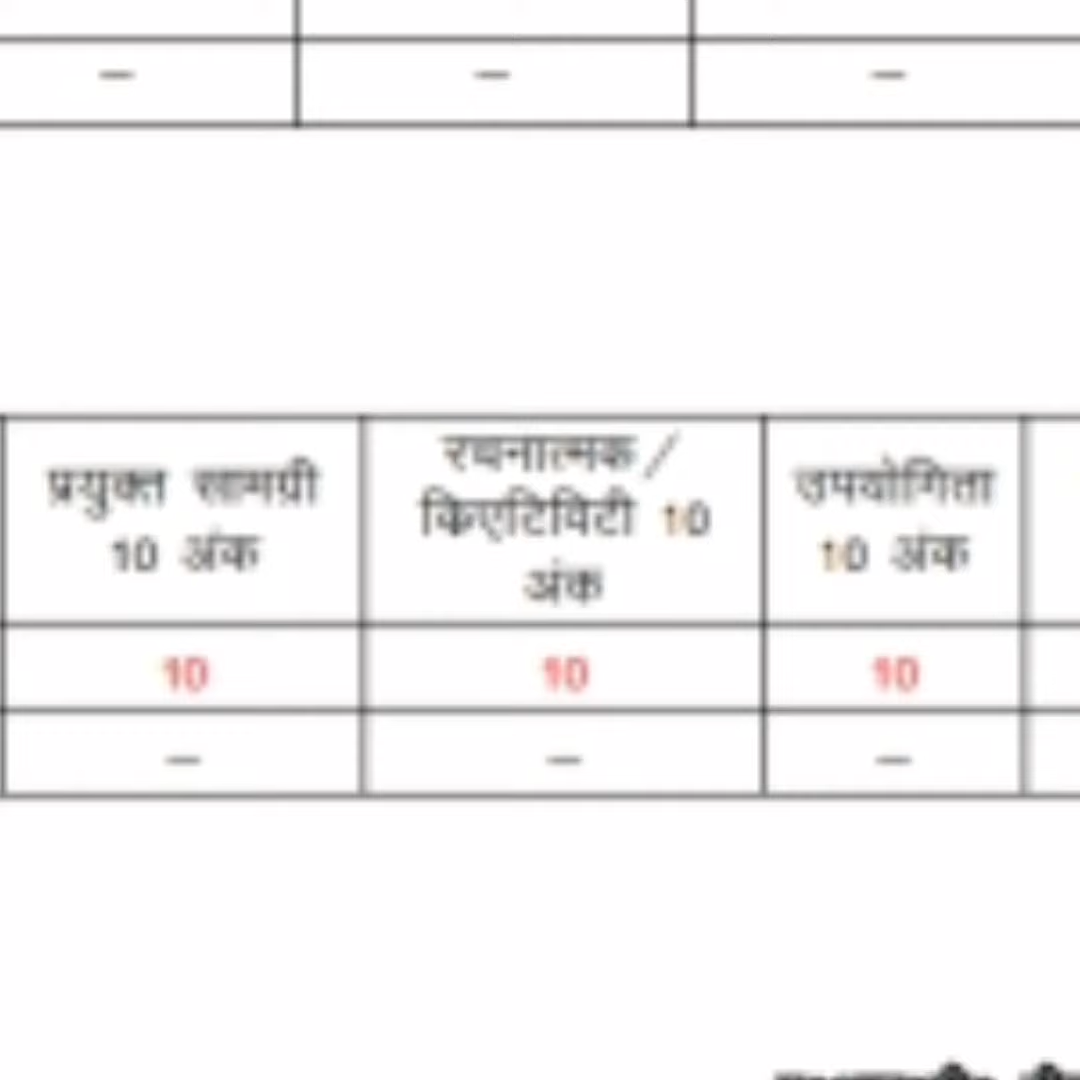 – – –
प्रयुक्त सामग्री
10 अंक
रचनात्मक /
किएटिविटी 10
अंक
उपयोगिता
10 अंक
10 10 10
– – –